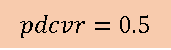 pdcvr = 0.5